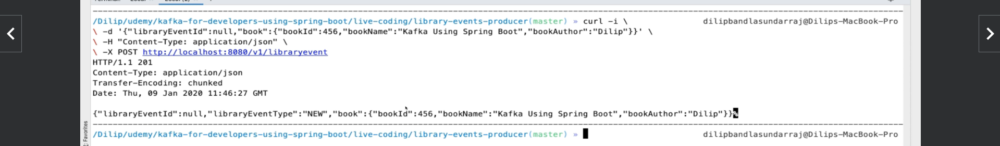 /Dilip/udemy/kafka-for-developers-using-spring-boot/live-coding/library-events-producer(master) » curl -i \ dilipbandlasundarraj@Dilips-MacBook-Pro
\ -d '{"libraryEventId":null,"book":{"bookId":456,"bookName":"Kafka Using Spring Boot","bookAuthor":"Dilip"}}' \
\ -H "Content-Type: application/json" \
\ -X POST http://localhost:8080/v1/libraryevent
HTTP/1.1 201
Content-Type: application/json
Transfer-Encoding: chunked
Date: Thu, 09 Jan 2020 11:46:27 GMT
{"libraryEventId":null,"libraryEventType":"NEW","book":{"bookId":456,"bookName":"Kafka Using Spring Boot","bookAuthor":"Dilip"}}%
/Dilip/udemy/kafka-for-developers-using-spring-boot/live-coding/library-events-producer(master) » dilipbandlasundarraj@Dilips-MacBook-Pro
2: Favorites